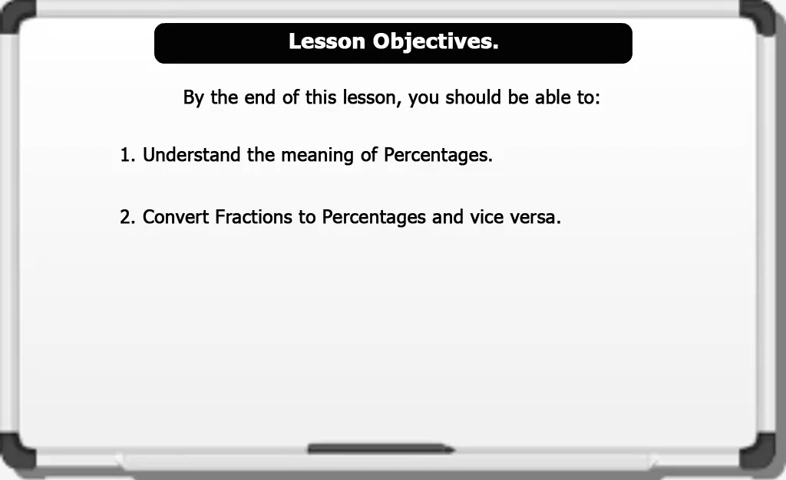 Lesson Objectives.
By the end of this lesson, you should be able to:
1. Understand the meaning of Percentages.
2. Convert Fractions to Percentages and vice versa.